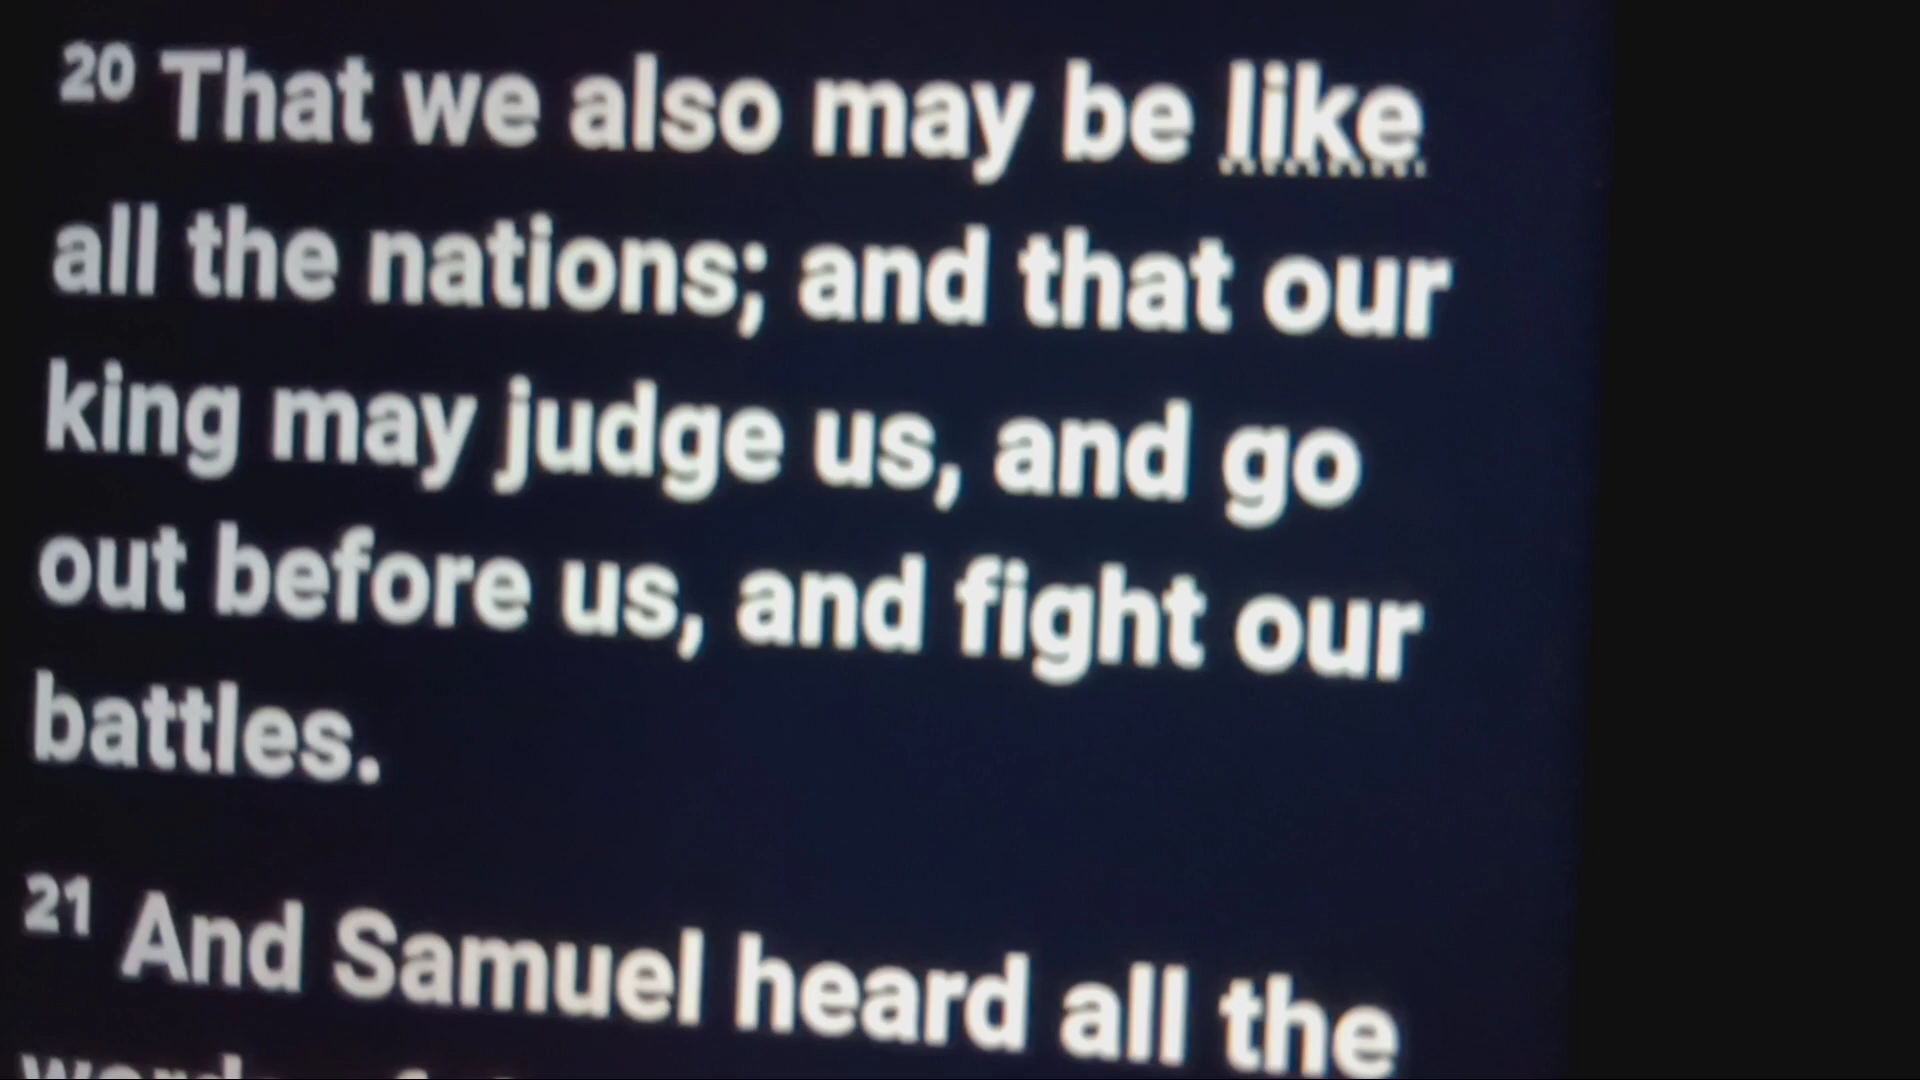 20 That we also may be like
all the nations; and that our
king may judge us, and go
out before us, and fight our
battles.
21 And Samuel heard all the